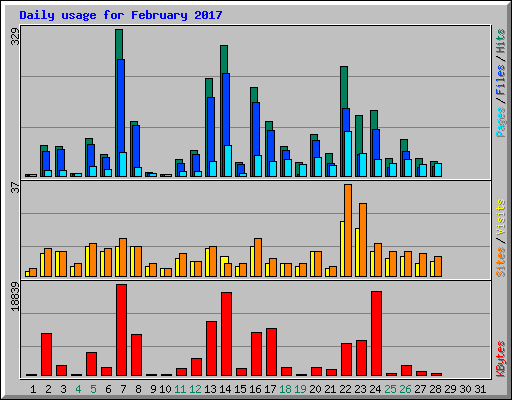 Daily usage for February 2017
329
Pages / Files / Hits
37
Sites / Visits
18839
KBytes
1 2 3 4 5 6 7 8 9 10 11 12 13 14 15 16 17 18 19 20 21 22 23 24 25 26 27 28 29 30 31